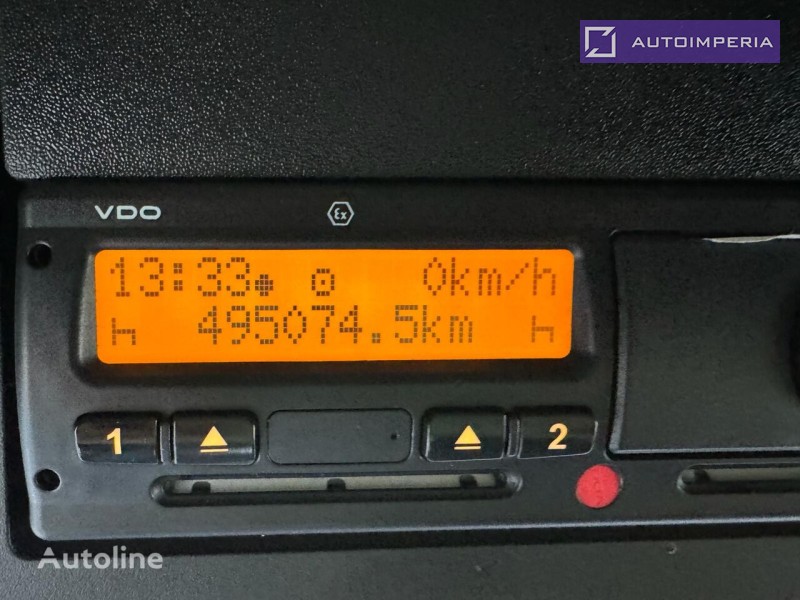 AUTOIMPERIA
VDO
Ex
13:33 0km/h
495074.5km
1 2
Autoline